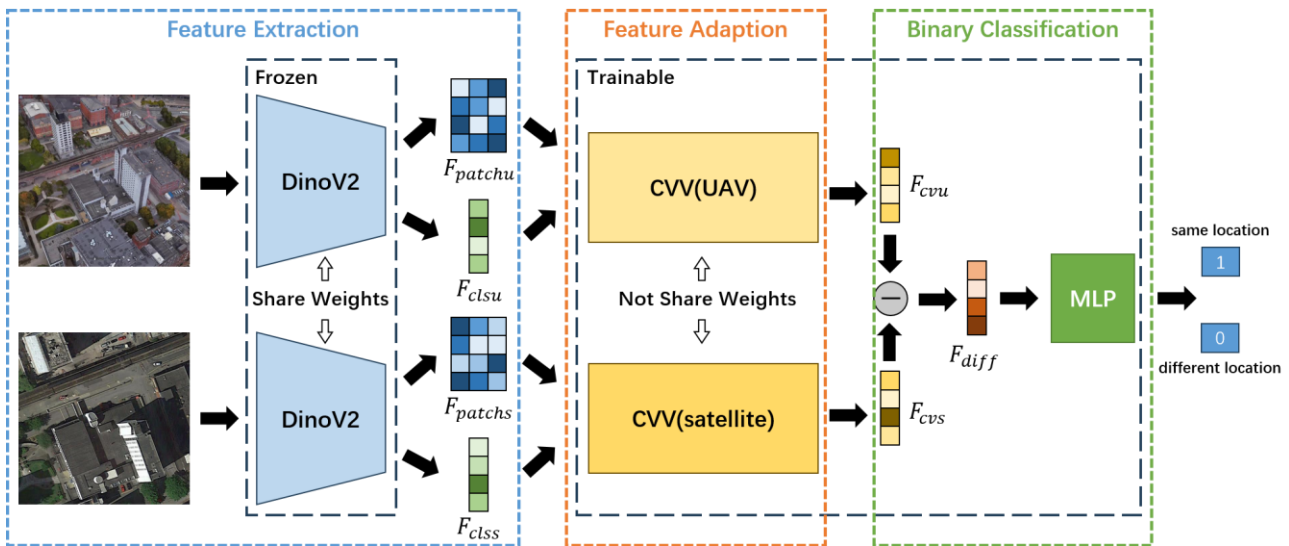 Feature Extraction
Feature Adaption
Binary Classification
Frozen
Trainable
DinoV2
F_patchu
F_clsu
CVV(UAV)
F_cvu
same location
1
Share Weights
Not Share Weights
−
F_diff
MLP
0
different location
DinoV2
F_patchs
F_clss
CVV(satellite)
F_cvs